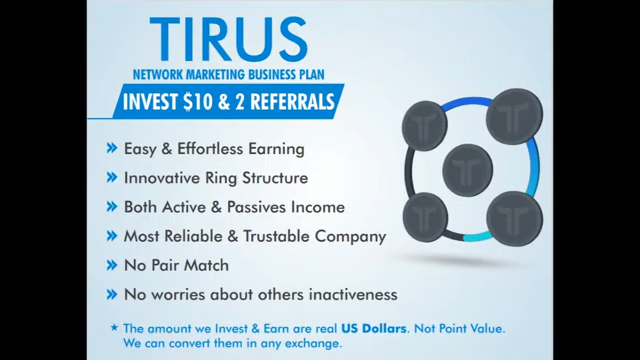 TIRUS
NETWORK MARKETING BUSINESS PLAN
INVEST $10 & 2 REFERRALS
» Easy & Effortless Earning
» Innovative Ring Structure
» Both Active & Passives Income
» Most Reliable & Trustable Company
» No Pair Match
» No worries about others inactiveness
* The amount we Invest & Earn are real US Dollars. Not Point Value.
We can convert them in any exchange.